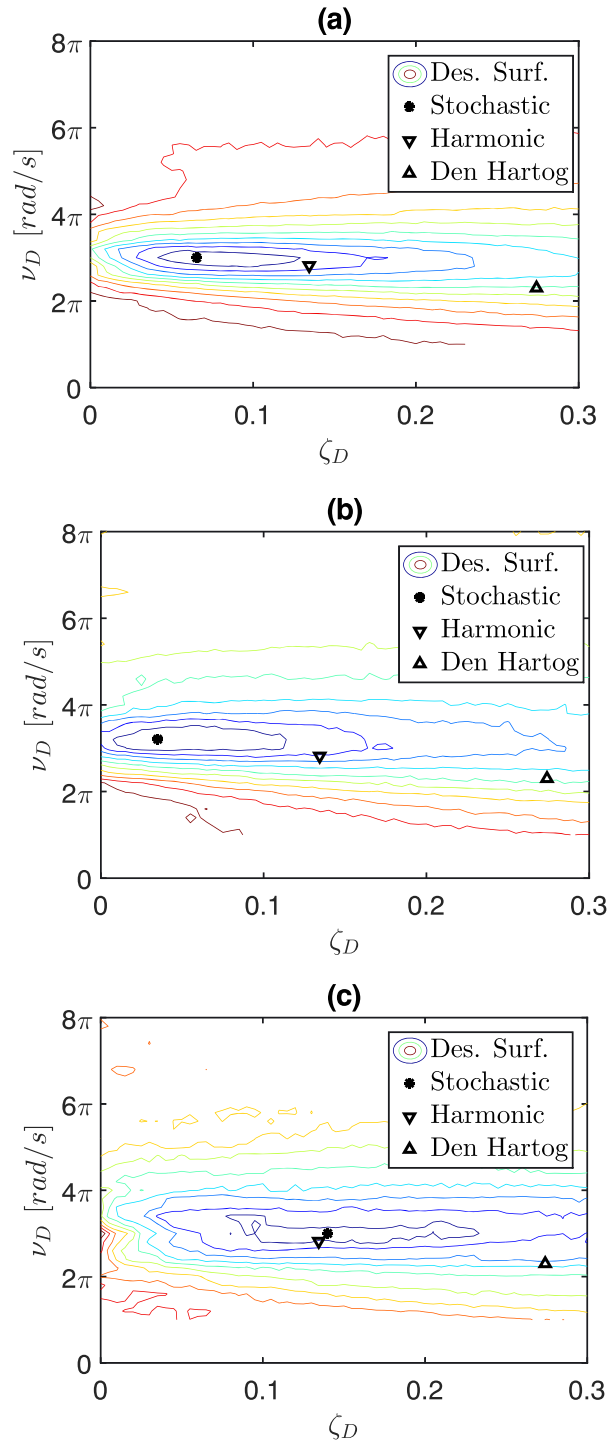 (a)
8π
6π
4π
2π
0
ν_D [rad/s]
Des. Surf.
Stochastic
Harmonic
Den Hartog
0
0.1
0.2
0.3
ζ_D
(b)
8π
6π
4π
2π
0
ν_D [rad/s]
Des. Surf.
Stochastic
Harmonic
Den Hartog
0
0.1
0.2
0.3
ζ_D
(c)
8π
6π
4π
2π
0
ν_D [rad/s]
Des. Surf.
Stochastic
Harmonic
Den Hartog
0
0.1
0.2
0.3
ζ_D